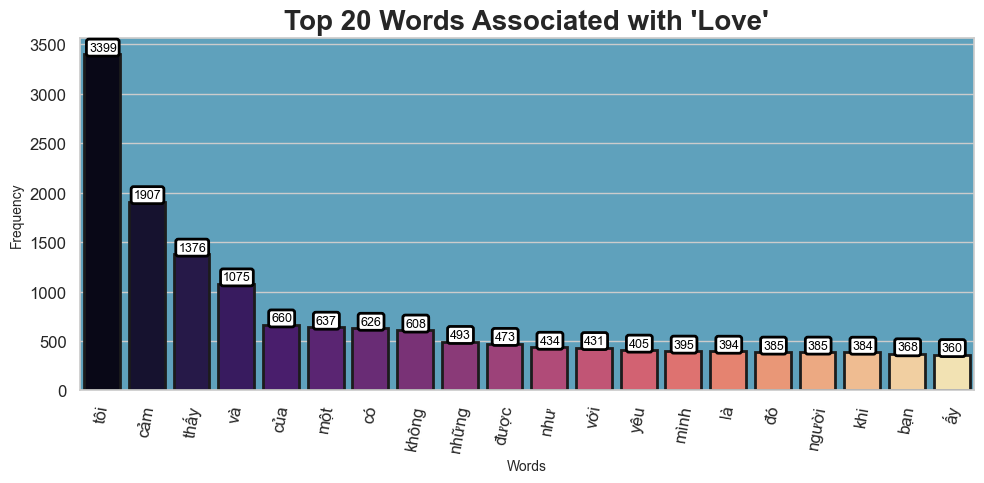 Top 20 Words Associated with 'Love'
3500
3000
2500
2000
1500
1000
500
0
Frequency
3399
1907
1376
1075
660
637
626
608
493
473
434
431
405
395
394
385
385
384
368
360
tôi
cảm
thấy
và
của
một
có
không
những
được
như
với
yêu
mình
là
đó
người
khi
bạn
ấy
Words